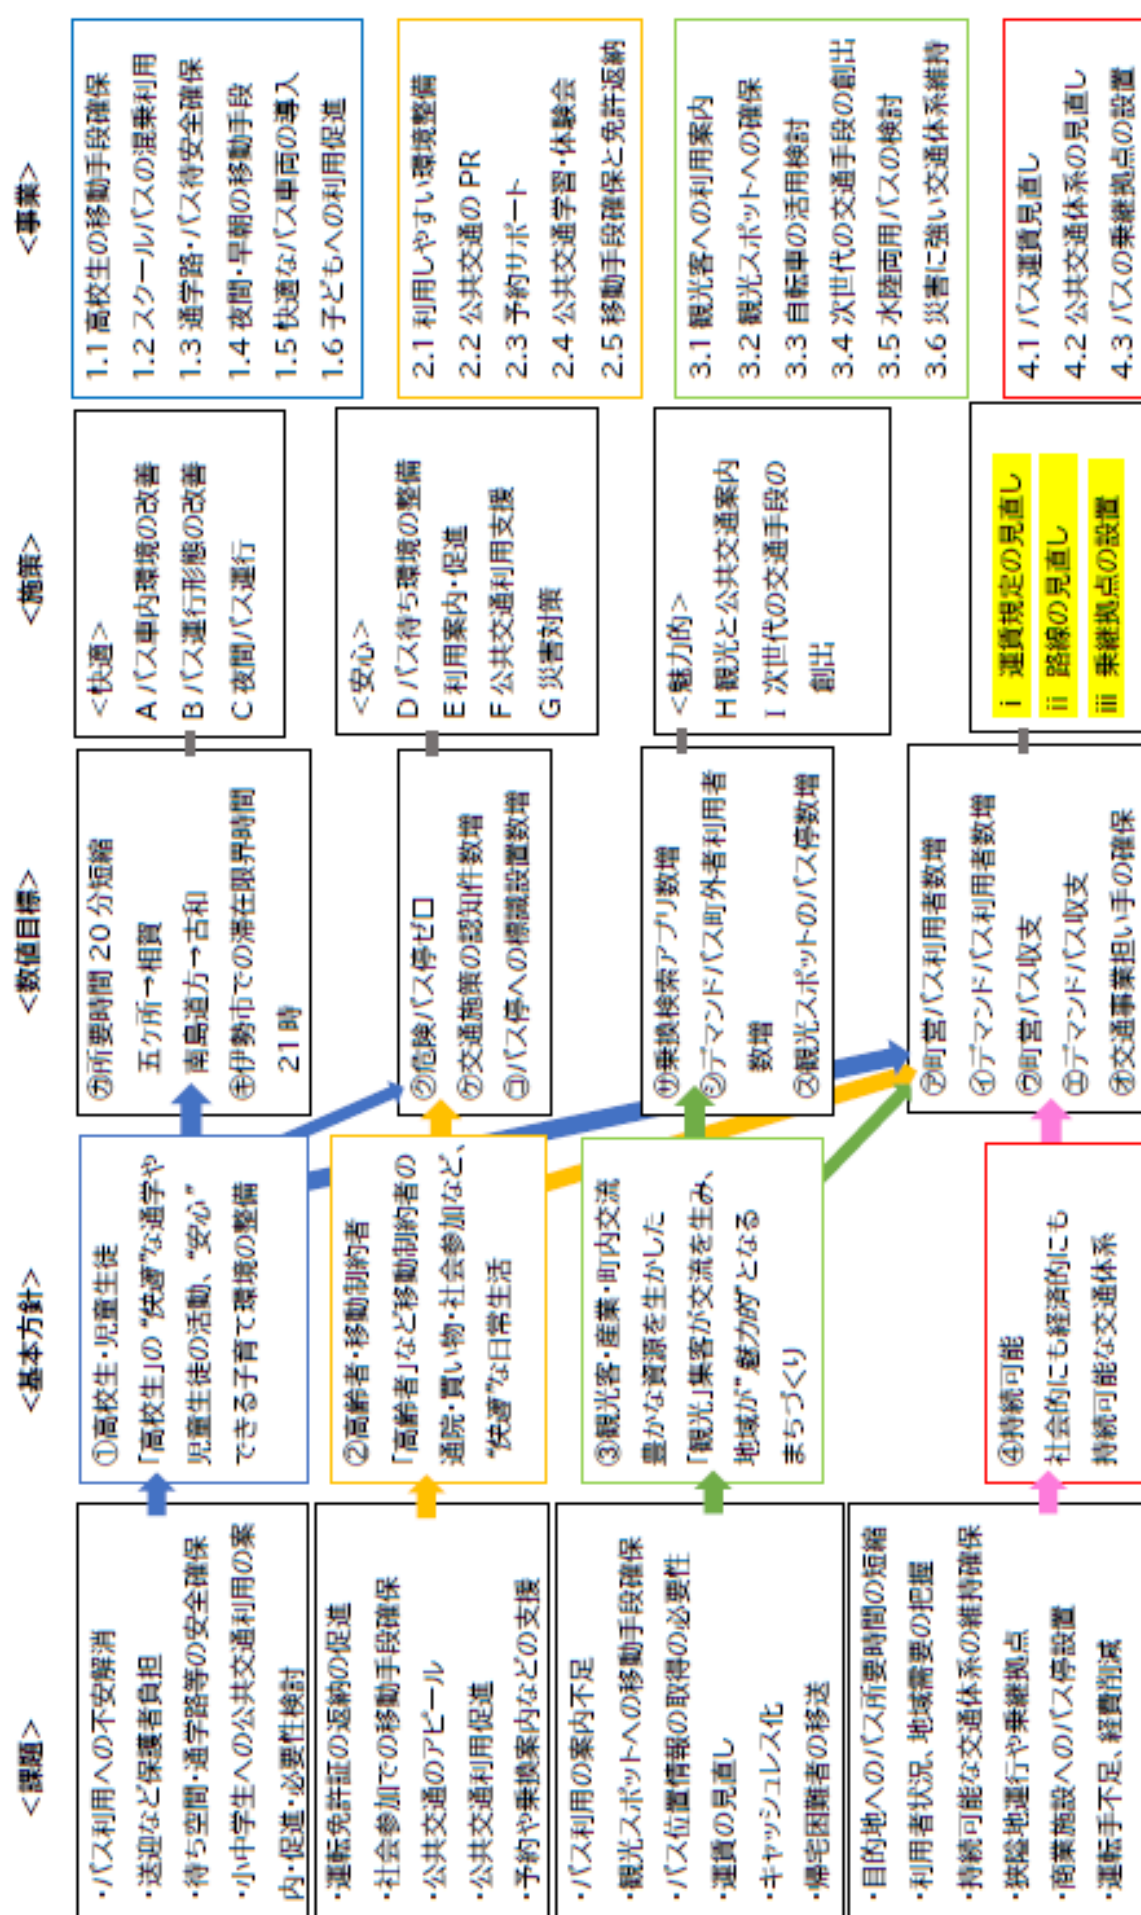 <課題>
・バス利用への不安解消
・送迎など保護者負担
・待ち空間・通学路等の安全確保
・小中学生への公共交通利用の案
内・促進・必要性検討
・運転免許証の返納の促進
・社会参加での移動手段確保
・公共交通のアピール
・公共交通利用促進
・予約や乗換案内などの支援
・バス利用の案内不足
・観光スポットへの移動手段確保
・バス位置情報の取得の必要性
・運賃の見直し
・キャッシュレス化
・帰宅困難者の移送
・目的地へのバス所要時間の短縮
・利用者状況、地域需要の把握
・持続可能な交通体系の維持確保
・狭隘地運行や乗継拠点
・商業施設へのバス停設置
・運転手不足、経費削減
<基本方針>
①高校生・児童生徒
「高校生」の“快適”な通学や
児童生徒の活動、“安心”
できる子育て環境の整備
②高齢者・移動制約者
「高齢者」など移動制約者の
通院・買い物・社会参加など、
“快適”な日常生活
③観光客・産業・町内交流
豊かな資源を生かした
「観光」集客が交流を生み、
地域が“魅力的”となる
まちづくり
④持続可能
社会的にも経済的にも
持続可能な交通体系
<数値目標>
㋕所要時間 20 分短縮
五ケ所→相賀
南島道方→古和
㋖伊勢市での滞在限界時間
21時
㋗危険バス停ゼロ
㋘交通施策の認知件数増
㋙バス停への標識設置数増
㋚乗換検索アプリ数増
㋛デマンドバス町外者利用者
数増
㋜観光スポットのバス停数増
㋐町営バス利用者数増
㋑デマンドバス利用者数増
㋒町営バス収支
㋓デマンドバス収支
㋔交通事業担い手の確保
<施策>
<快適>
A バス車内環境の改善
B バス運行形態の改善
C 夜間バス運行
<安心>
D バス待ち環境の整備
E 利用案内・促進
F 公共交通利用支援
G 災害対策
<魅力的>
H 観光と公共交通案内
I 次世代の交通手段の
創出
ⅰ 運賃規定の見直し
ⅱ 路線の見直し
ⅲ 乗継拠点の設置
<事業>
1.1 高校生の移動手段確保
1.2 スクールバスの混乗利用
1.3 通学路・バス待安全確保
1.4 夜間・早朝の移動手段
1.5 快適なバス車両の導入
1.6 子どもへの利用促進
2.1 利用しやすい環境整備
2.2 公共交通の PR
2.3 予約サポート
2.4 公共交通学習・体験会
2.5 移動手段確保と免許返納
3.1 観光客への利用案内
3.2 観光スポットへの確保
3.3 自転車の活用検討
3.4 次世代の交通手段の創出
3.5 水陸両用バスの検討
3.6 災害に強い交通体系維持
4.1 バス運賃見直し
4.2 公共交通体系の見直し
4.3 バスの乗継拠点の設置